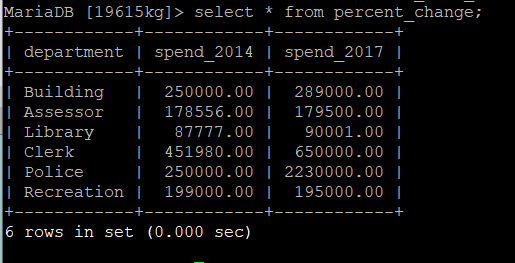 MariaDB [19615kg]> select * from percent_change;
+------------+------------+------------+
| department | spend_2014 | spend_2017 |
+------------+------------+------------+
| Building   |  250000.00 |  289000.00 |
| Assessor   |  178556.00 |  179500.00 |
| Library    |   87777.00 |   90001.00 |
| Clerk      |  451980.00 |  650000.00 |
| Police     |  250000.00 | 2230000.00 |
| Recreation |  199000.00 |  195000.00 |
+------------+------------+------------+
6 rows in set (0.000 sec)